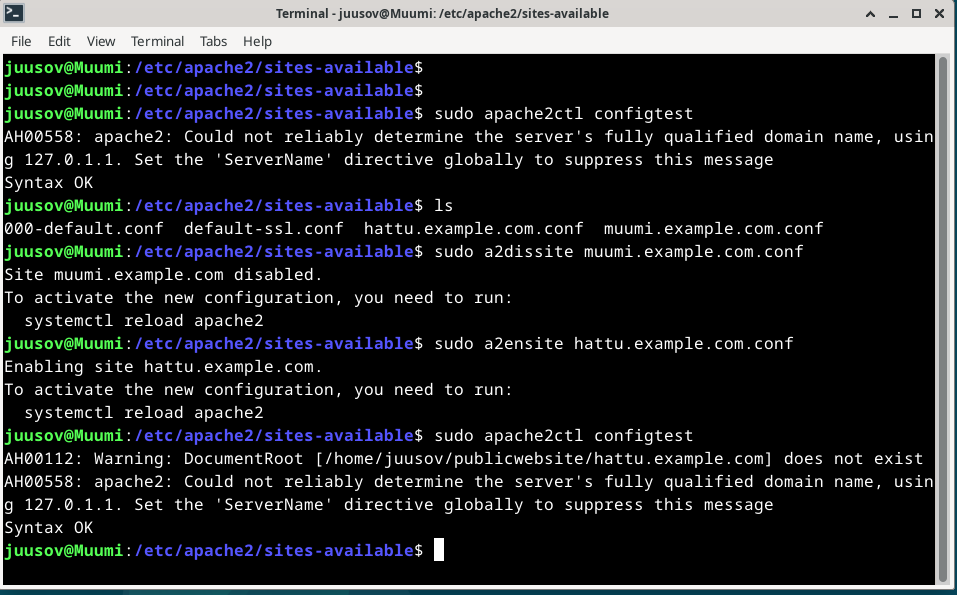 Terminal - juusov@Muumi: /etc/apache2/sites-available
File Edit View Terminal Tabs Help
juusov@Muumi:/etc/apache2/sites-available$
juusov@Muumi:/etc/apache2/sites-available$
juusov@Muumi:/etc/apache2/sites-available$ sudo apache2ctl configtest
AH00558: apache2: Could not reliably determine the server's fully qualified domain name, usin
g 127.0.1.1. Set the 'ServerName' directive globally to suppress this message
Syntax OK
juusov@Muumi:/etc/apache2/sites-available$ ls
000-default.conf  default-ssl.conf  hattu.example.com.conf  muumi.example.com.conf
juusov@Muumi:/etc/apache2/sites-available$ sudo a2dissite muumi.example.com.conf
Site muumi.example.com disabled.
To activate the new configuration, you need to run:
  systemctl reload apache2
juusov@Muumi:/etc/apache2/sites-available$ sudo a2ensite hattu.example.com.conf
Enabling site hattu.example.com.
To activate the new configuration, you need to run:
  systemctl reload apache2
juusov@Muumi:/etc/apache2/sites-available$ sudo apache2ctl configtest
AH00112: Warning: DocumentRoot [/home/juusov/publicwebsite/hattu.example.com] does not exist
AH00558: apache2: Could not reliably determine the server's fully qualified domain name, usin
g 127.0.1.1. Set the 'ServerName' directive globally to suppress this message
Syntax OK
juusov@Muumi:/etc/apache2/sites-available$